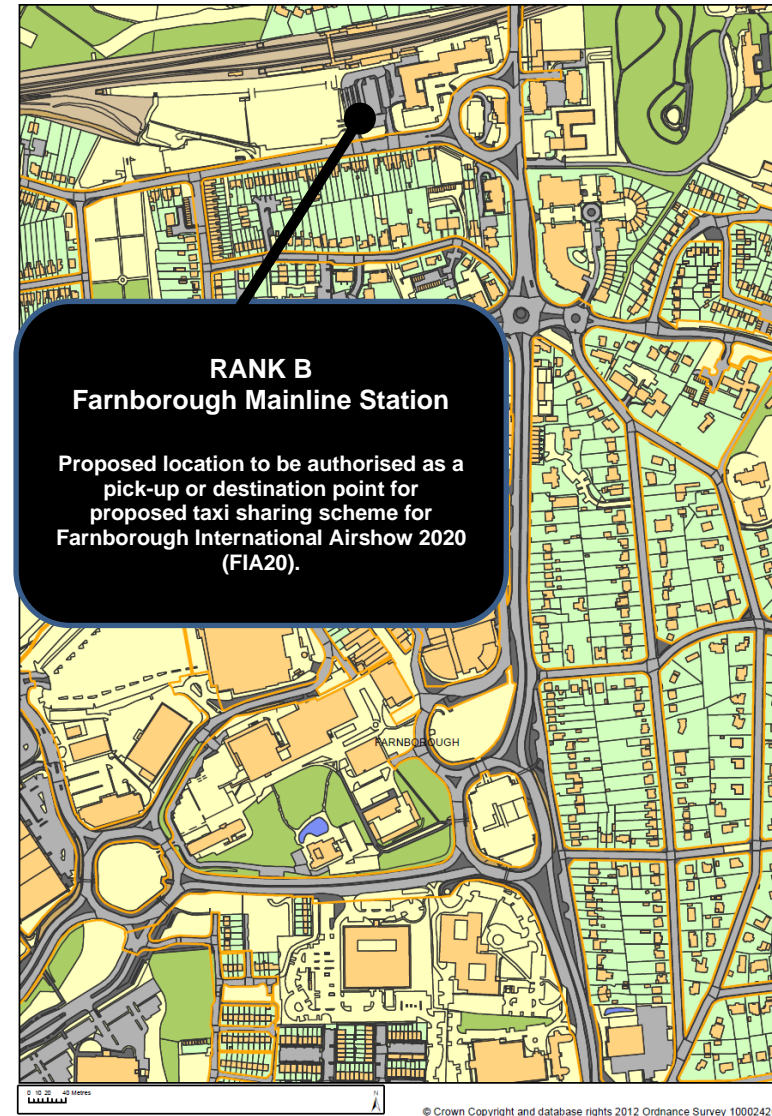 RANK B
Farnborough Mainline Station
Proposed location to be authorised as a
pick-up or destination point for
proposed taxi sharing scheme for
Farnborough International Airshow 2020
(FIA20).
FARNBOROUGH
0 10 20 40 Metres
N
© Crown Copyright and database rights 2012 Ordnance Survey 1000242